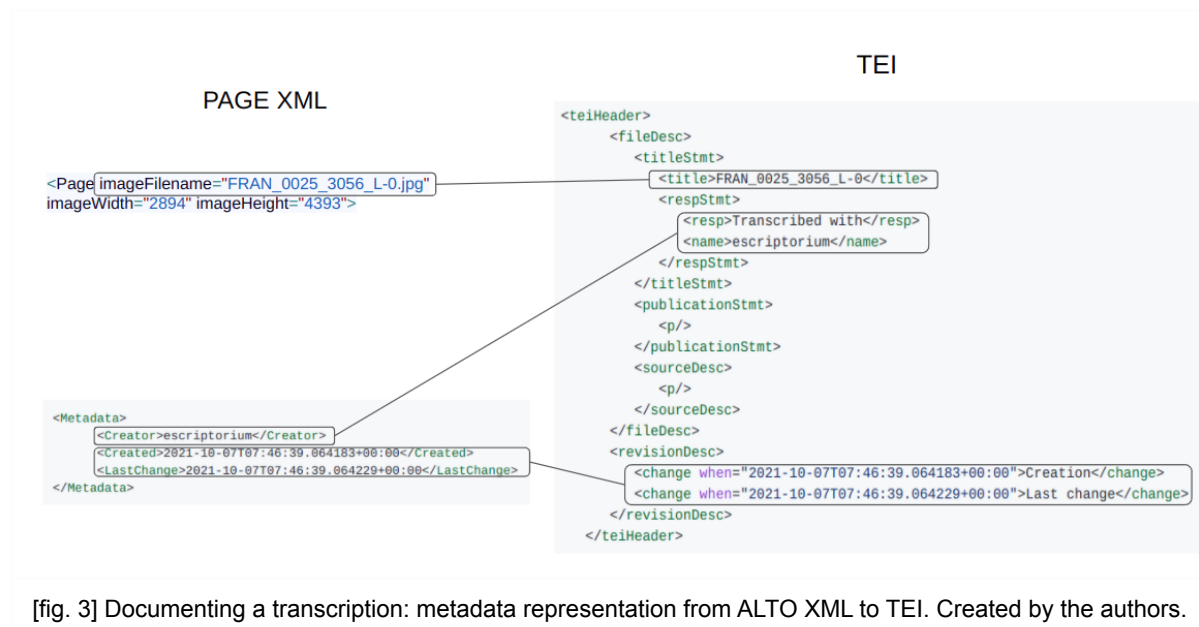 PAGE XML
<Page imageFilename="FRAN_0025_3056_L-0.jpg"
imageWidth="2894" imageHeight="4393">
<Metadata>
<Creator>escriptorium</Creator>
<Created>2021-10-07T07:46:39.064183+00:00</Created>
<LastChange>2021-10-07T07:46:39.064229+00:00</LastChange>
</Metadata>
TEI
<teiHeader>
<fileDesc>
<titleStmt>
<title>FRAN_0025_3056_L-0</title>
<respStmt>
<resp>Transcribed with</resp>
<name>escriptorium</name>
</respStmt>
</titleStmt>
<publicationStmt>
<p/>
</publicationStmt>
<sourceDesc>
<p/>
</sourceDesc>
</fileDesc>
<revisionDesc>
<change when="2021-10-07T07:46:39.064183+00:00">Creation</change>
<change when="2021-10-07T07:46:39.064229+00:00">Last change</change>
</revisionDesc>
</teiHeader>
[fig. 3] Documenting a transcription: metadata representation from ALTO XML to TEI. Created by the authors.